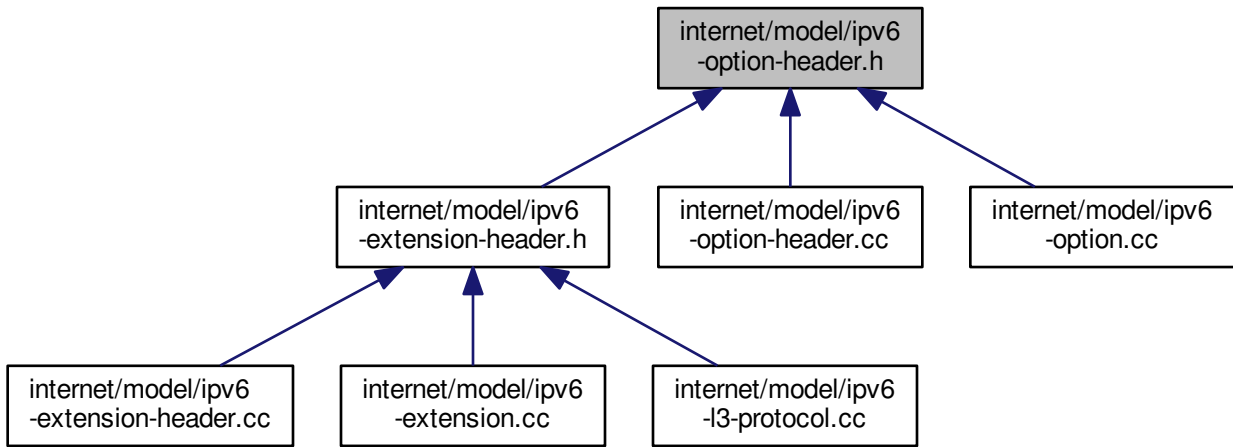 internet/model/ipv6
-option-header.h
internet/model/ipv6
-extension-header.h
internet/model/ipv6
-option-header.cc
internet/model/ipv6
-option.cc
internet/model/ipv6
-extension-header.cc
internet/model/ipv6
-extension.cc
internet/model/ipv6
-l3-protocol.cc